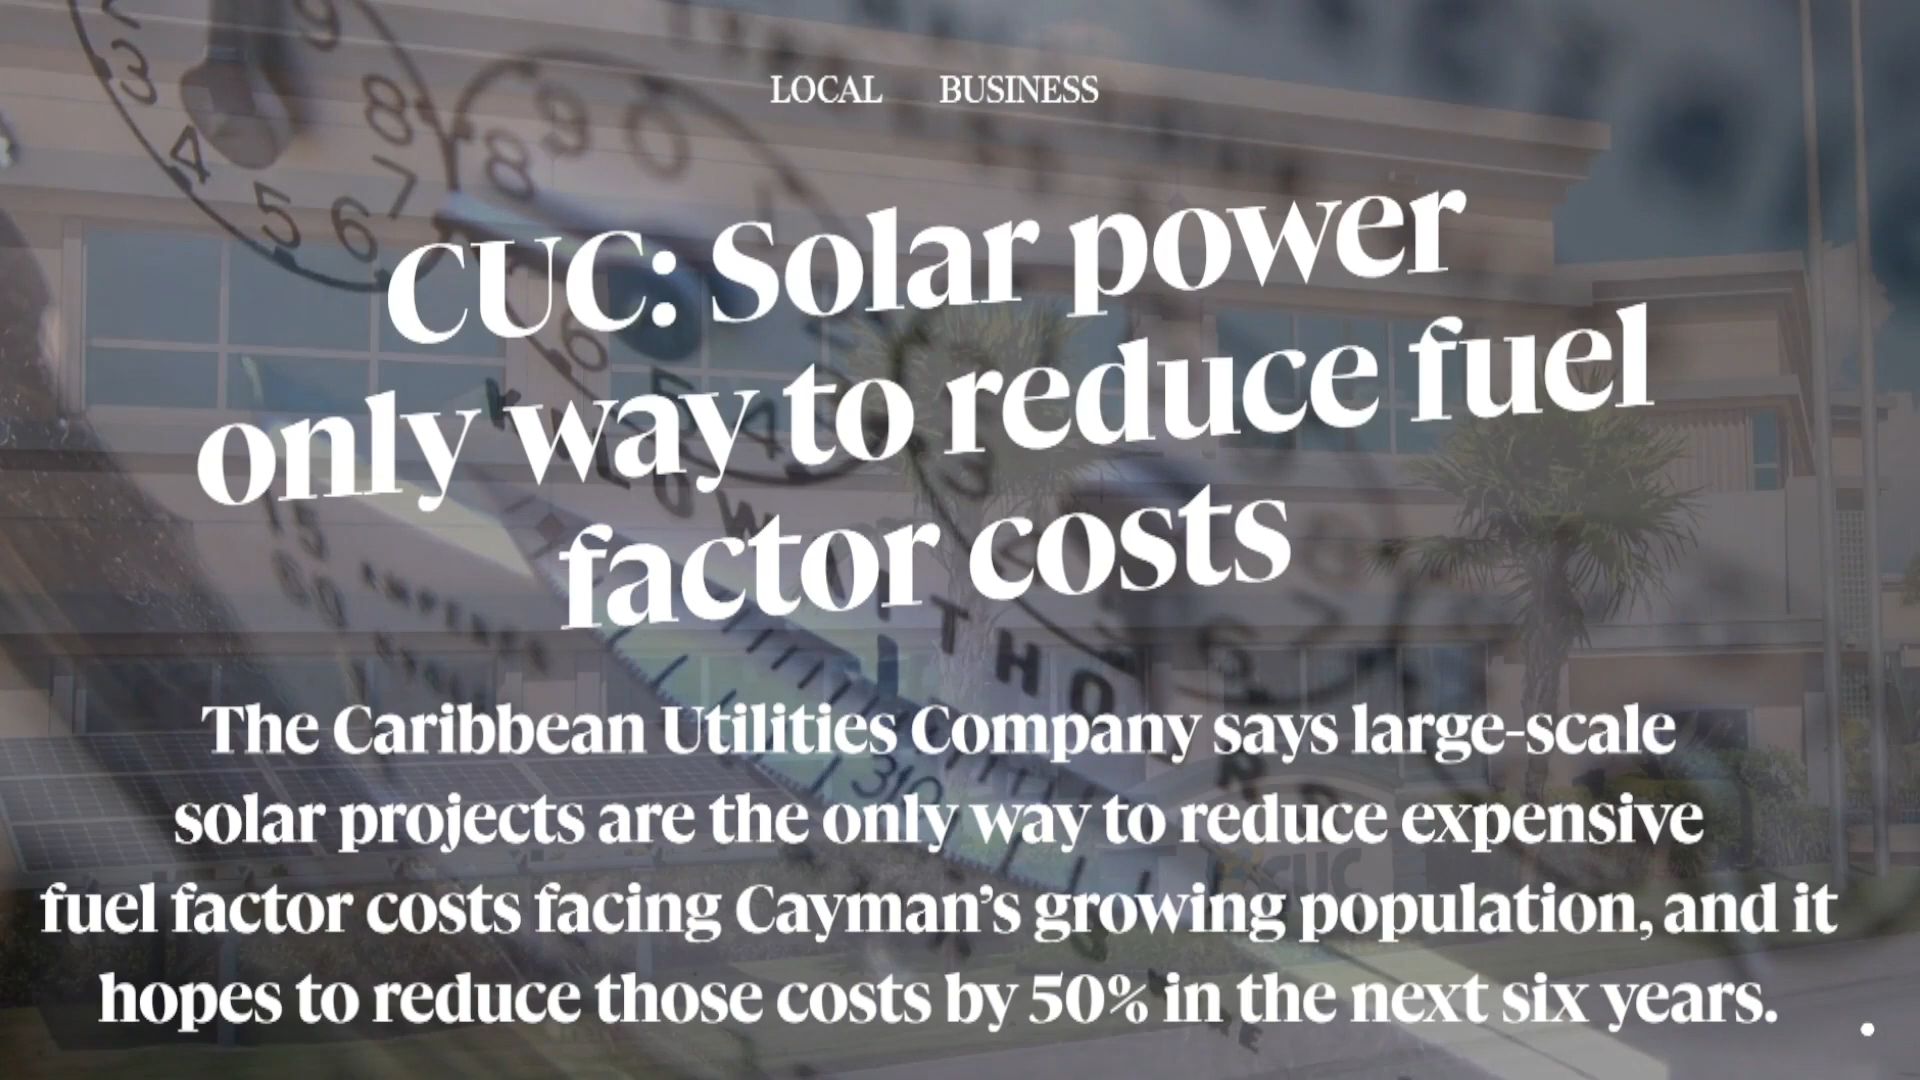 LOCAL BUSINESS
CUC: Solar power
only way to reduce fuel
factor costs
The Caribbean Utilities Company says large-scale
solar projects are the only way to reduce expensive
fuel factor costs facing Cayman’s growing population, and it
hopes to reduce those costs by 50% in the next six years.